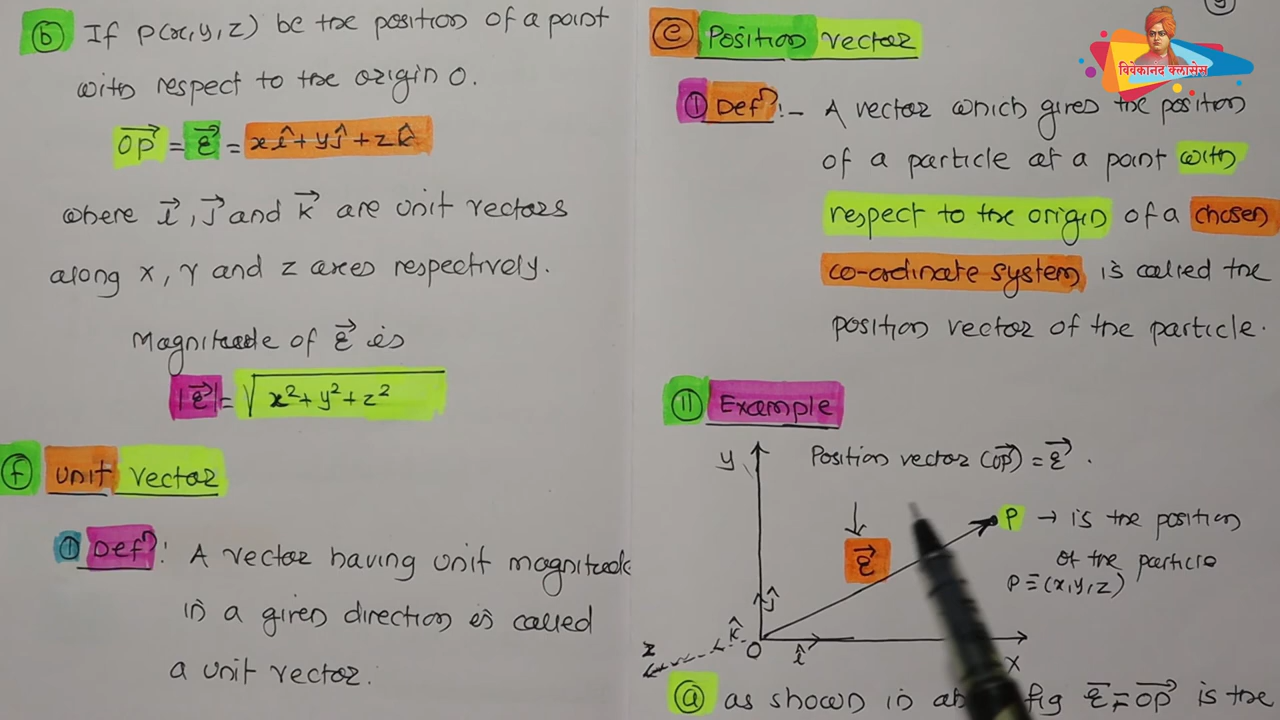 ⓑ If P(x,y,z) be the position of a point
with respect to the origin O.
OP⃗ = r⃗ = xî + yĵ + zk̂
where i⃗, j⃗ and k⃗ are unit vectors
along x, y and z axes respectively.
Magnitude of r⃗ is
|r⃗| = √x²+y²+z²
ⓕ Unit vector
① Defⁿ: A vector having unit magnitude
in a given direction is called
a unit vector.
ⓔ Position vector
① Defⁿ:- A vector which gives the position
of a particle at a point with
respect to the origin of a chosen
co-ordinate system is called the
position vector of the particle.
Ⅱ Example
Position vector (OP⃗) = r⃗.
y
r⃗
P → is the position
of the particle
P ≡ (x,y,z)
ĵ
k̂
z
O
î
X
ⓐ as shown in fig r⃗ = OP⃗ is the
विवेकानंद क्लासेस